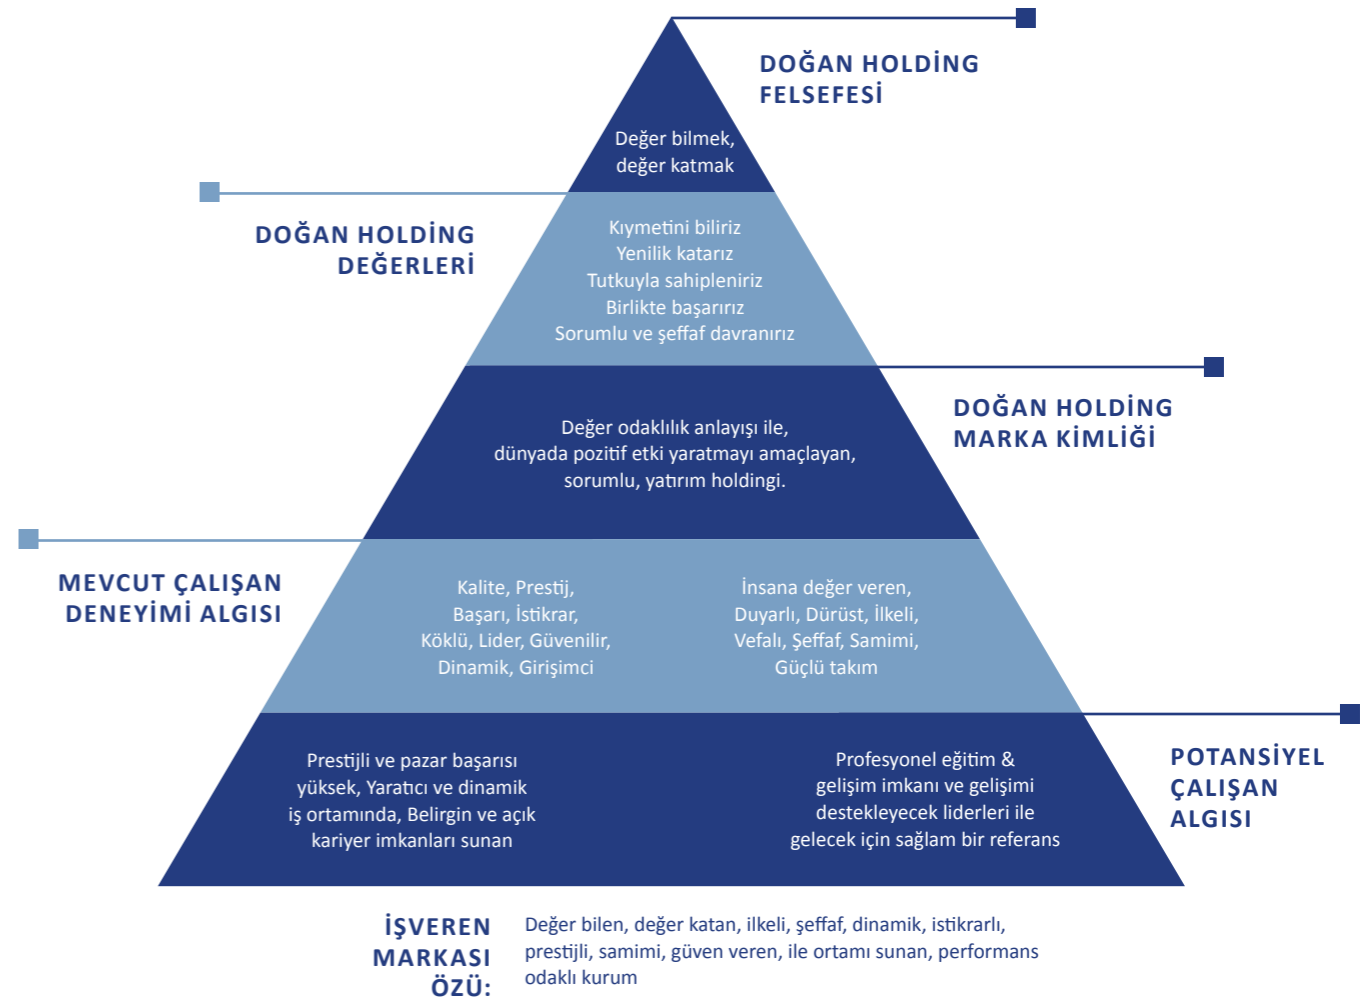 DOĞAN HOLDİNG
FELSEFESİ
Değer bilmek,
değer katmak
DOĞAN HOLDİNG
DEĞERLERİ
Kıymetini biliriz
Yenilik katarız
Tutkuyla sahipleniriz
Birlikte başarırız
Sorumlu ve şeffaf davranırız
DOĞAN HOLDİNG
MARKA KİMLİĞİ
Değer odaklılık anlayışı ile,
dünyada pozitif etki yaratmayı amaçlayan,
sorumlu, yatırım holdingi.
MEVCUT ÇALIŞAN
DENEYİMİ ALGISI
Kalite, Prestij,
Başarı, İstikrar,
Köklü, Lider, Güvenilir,
Dinamik, Girişimci
İnsana değer veren,
Duyarlı, Dürüst, İlkeli,
Vefalı, Şeffaf, Samimi,
Güçlü takım
Prestijli ve pazar başarısı
yüksek, Yaratıcı ve dinamik
iş ortamında, Belirgin ve açık
kariyer imkanları sunan
Profesyonel eğitim &
gelişim imkanı ve gelişimi
destekleyecek liderleri ile
gelecek için sağlam bir referans
POTANSİYEL
ÇALIŞAN
ALGISI
İŞVEREN
MARKASI
ÖZÜ:
Değer bilen, değer katan, ilkeli, şeffaf, dinamik, istikrarlı,
prestijli, samimi, güven veren, ile ortamı sunan, performans
odaklı kurum